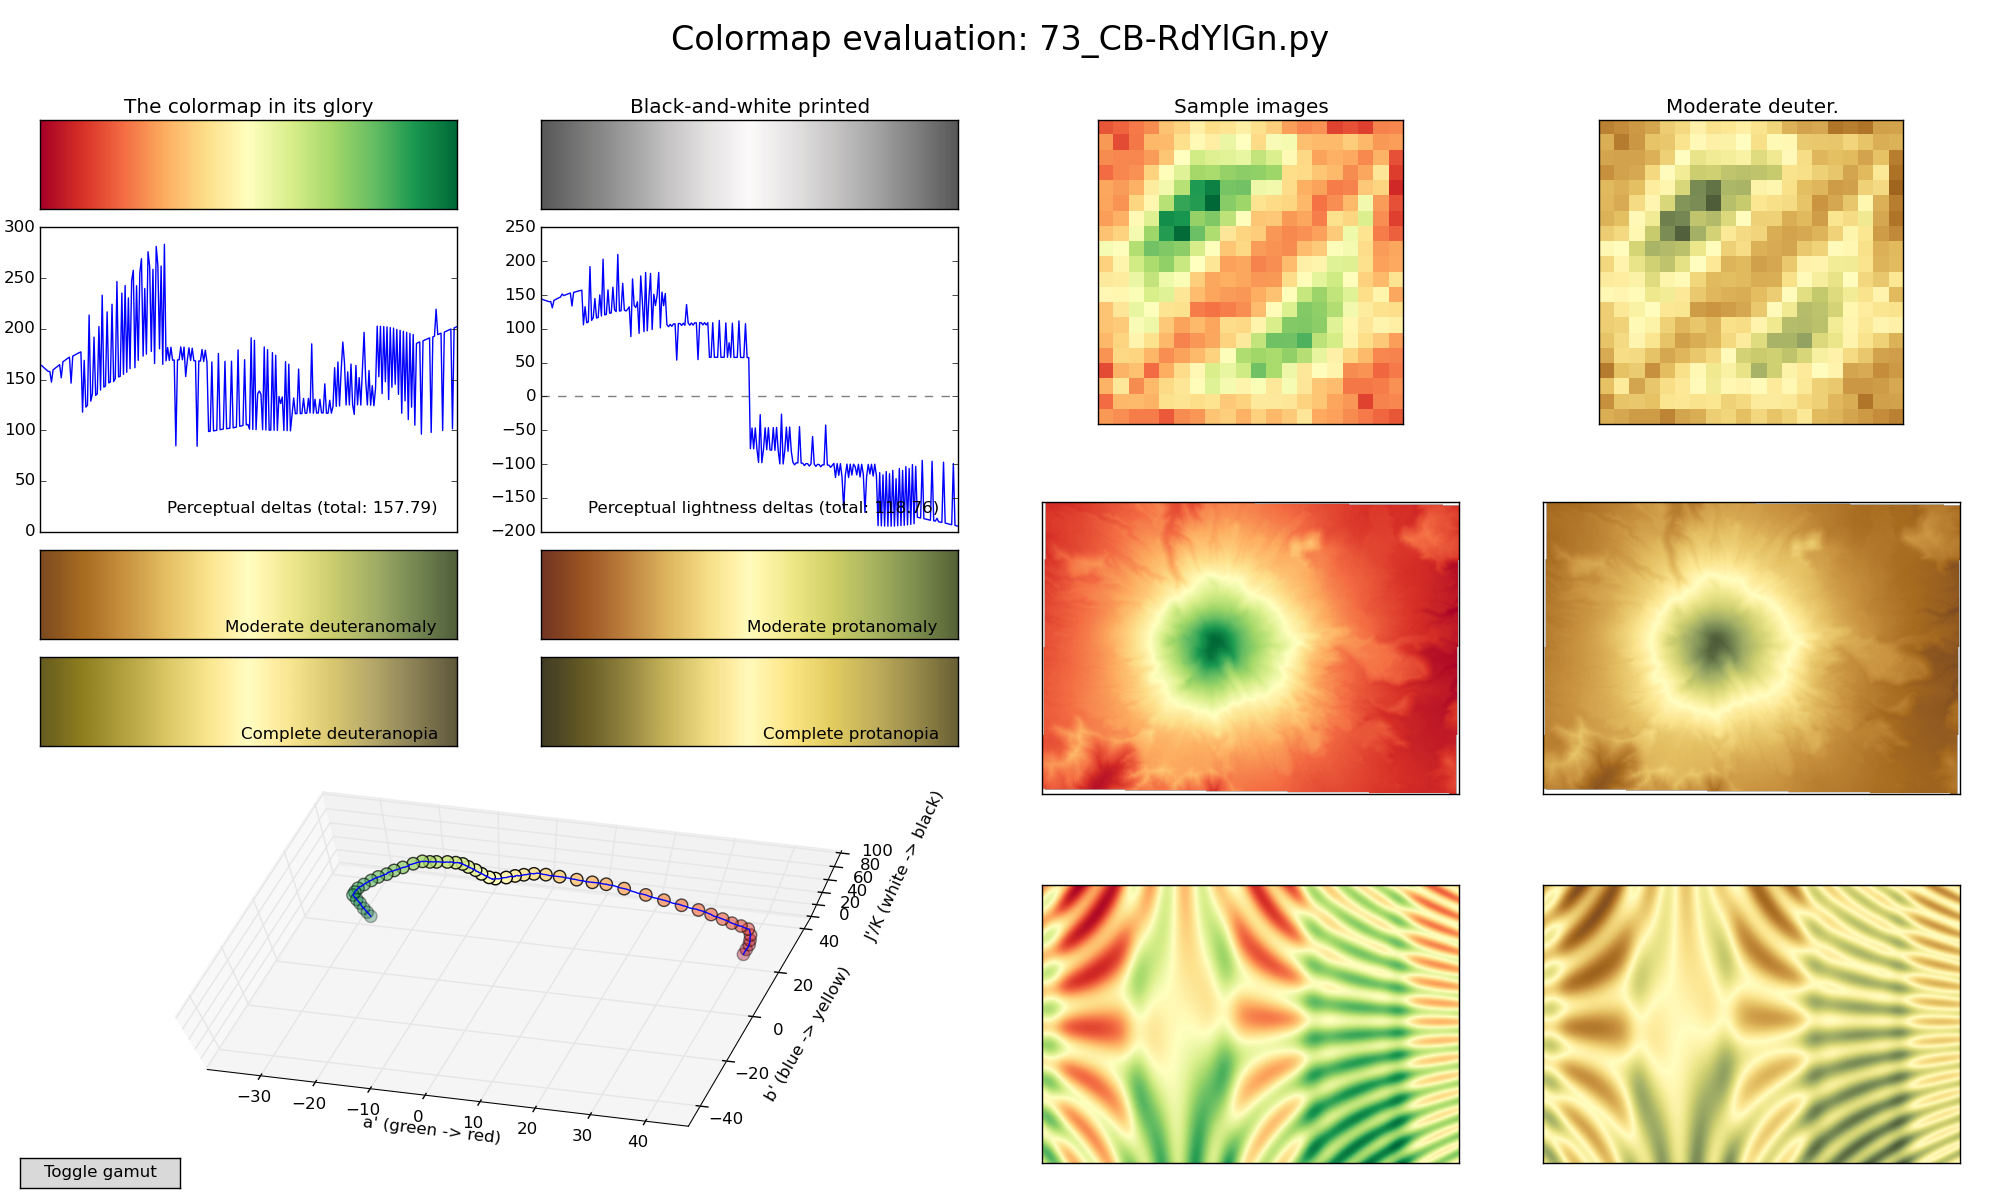 Colormap evaluation: 73_CB-RdYlGn.py
The colormap in its glory
Black-and-white printed
Sample images
Moderate deuter.
300
250
200
150
100
50
0
Perceptual deltas (total: 157.79)
250
200
150
100
50
0
−50
−100
−150
−200
Perceptual lightness deltas (total: 118.76)
Moderate deuteranomaly
Moderate protanomaly
Complete deuteranopia
Complete protanopia
100
80
60
40
20
0
J'/K (white -> black)
40
20
0
−20
−40
b' (blue -> yellow)
−30
−20
−10
0
10
20
30
40
a' (green -> red)
Toggle gamut